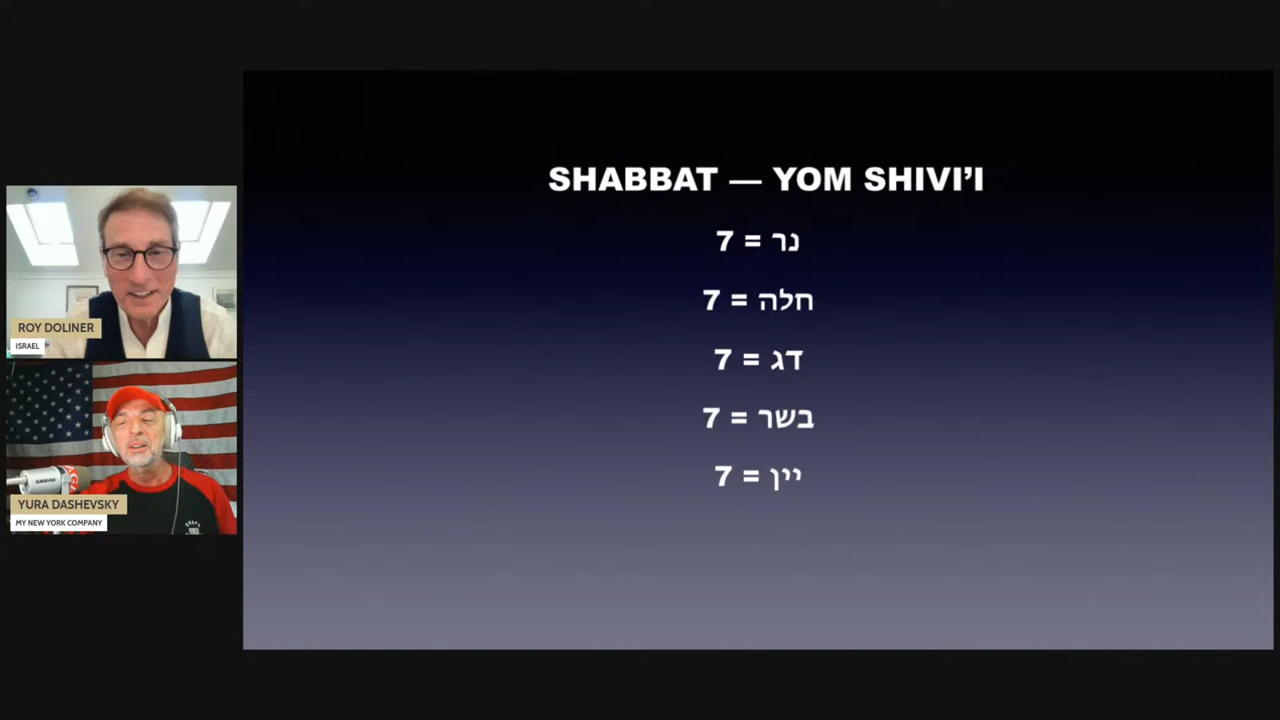 SHABBAT — YOM SHIVI’I
נר = 7
חלה = 7
דג = 7
בשר = 7
יין = 7
ROY DOLINER
ISRAEL
YURA DASHEVSKY
MY NEW YORK COMPANY